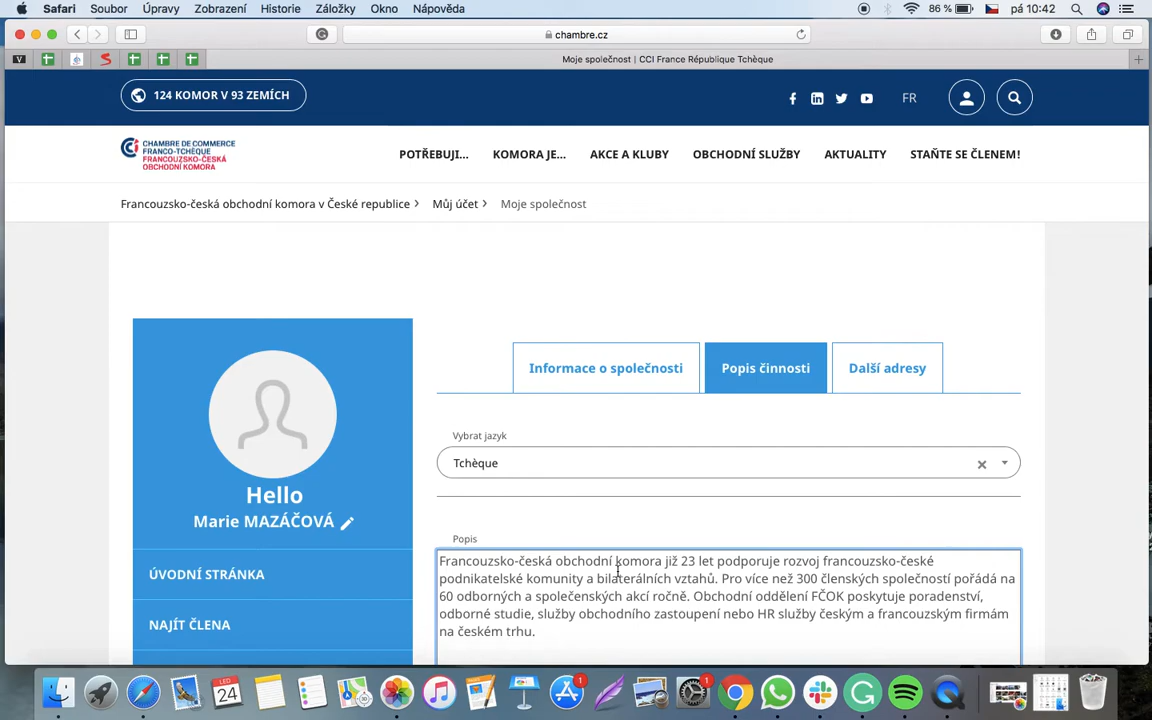 Safari Soubor Úpravy Zobrazení Historie Záložky Okno Nápověda 86 % pá 10:42
chambre.cz
Moje společnost | CCI France République Tchèque
124 KOMOR V 93 ZEMÍCH FR
CHAMBRE DE COMMERCE
FRANCO-TCHÈQUE
FRANCOUZSKO-ČESKÁ
OBCHODNÍ KOMORA
POTŘEBUJI... KOMORA JE... AKCE A KLUBY OBCHODNÍ SLUŽBY AKTUALITY STAŇTE SE ČLENEM!
Francouzsko-česká obchodní komora v České republice > Můj účet > Moje společnost
Informace o společnosti Popis činnosti Další adresy
Vybrat jazyk
Tchèque
Hello
Marie MAZÁČOVÁ
ÚVODNÍ STRÁNKA
NAJÍT ČLENA
Popis
Francouzsko-česká obchodní komora již 23 let podporuje rozvoj francouzsko-české
podnikatelské komunity a bilaterálních vztahů. Pro více než 300 členských společností pořádá na
60 odborných a společenských akcí ročně. Obchodní oddělení FČOK poskytuje poradenství,
odborné studie, služby obchodního zastoupení nebo HR služby českým a francouzským firmám
na českém trhu.
LED
24
1
1